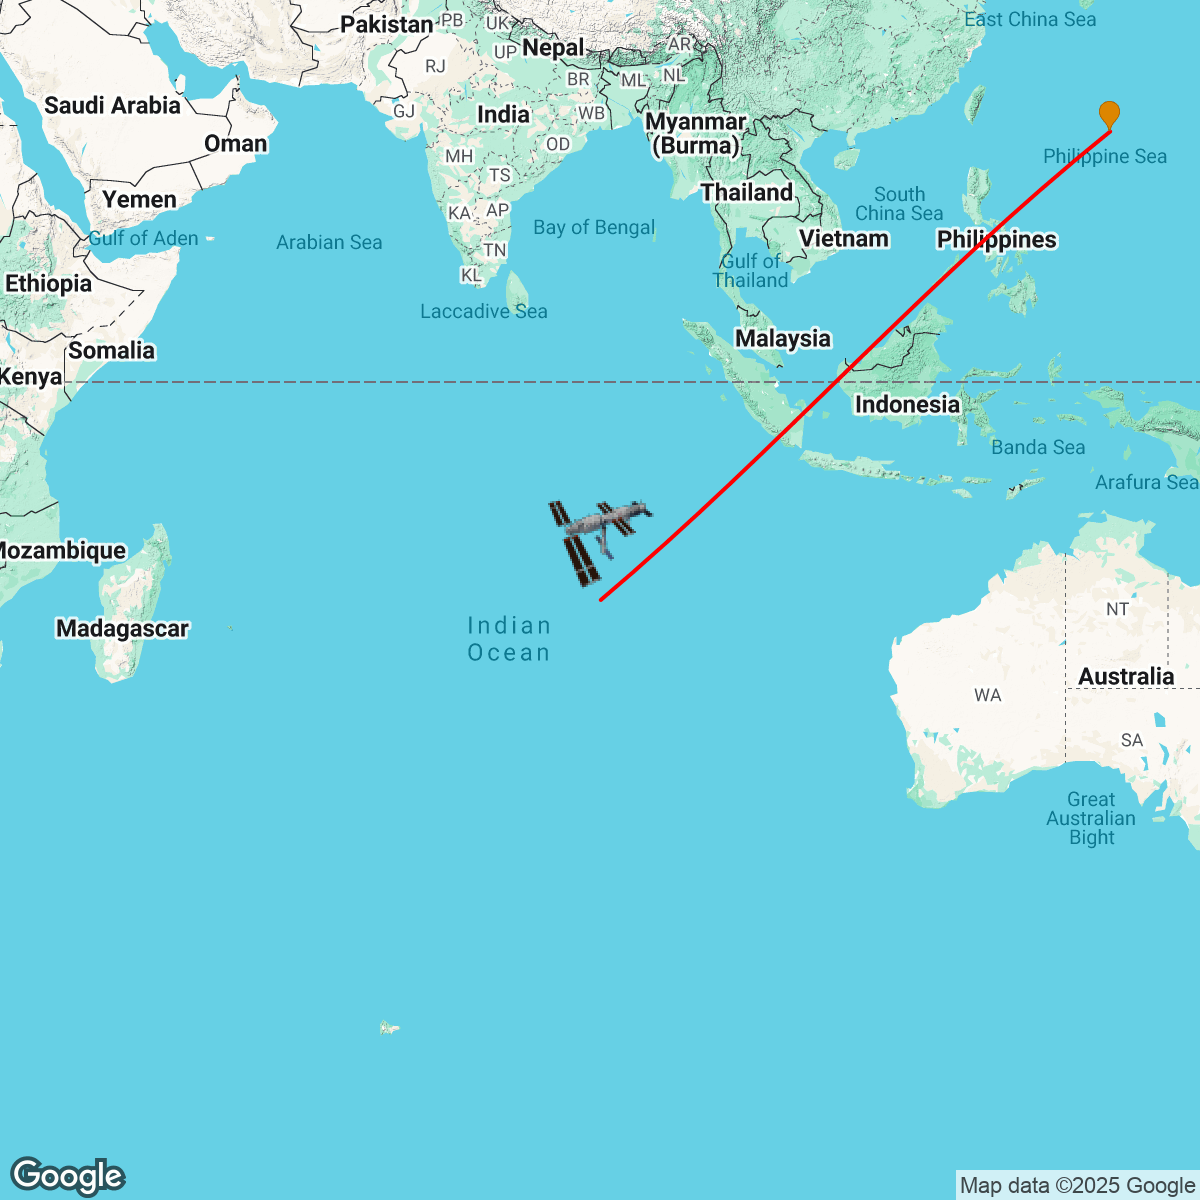 East China Sea
Pakistan
PB
UK
Nepal
AR
UP
RJ
BR
ML
NL
Saudi Arabia
GJ
India
WB
Myanmar
(Burma)
Oman
OD
MH
Philippine Sea
TS
Yemen
Thailand
South
China Sea
KA
AP
Bay of Bengal
Gulf of Aden
Arabian Sea
Vietnam
Philippines
TN
Gulf of
Thailand
KL
Ethiopia
Laccadive Sea
Malaysia
Somalia
Kenya
Indonesia
Banda Sea
Arafura Sea
Mozambique
NT
Madagascar
Indian
Ocean
Australia
WA
SA
Great
Australian
Bight
Google
Map data ©2025 Google